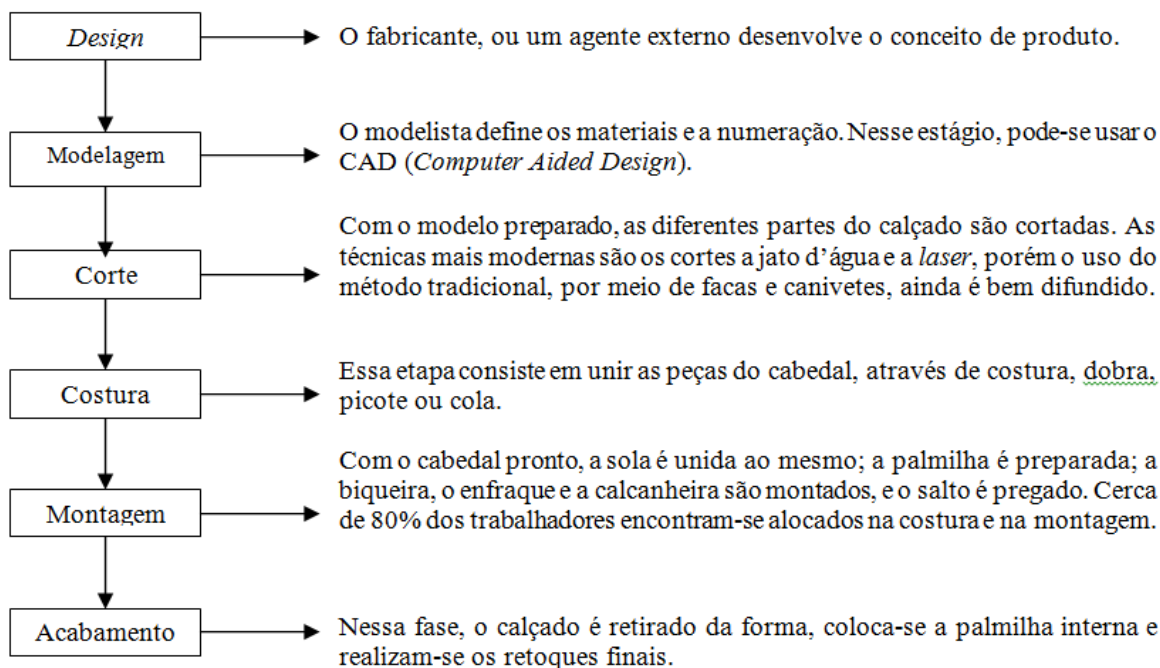 Design
O fabricante, ou um agente externo desenvolve o conceito de produto.
Modelagem
O modelista define os materiais e a numeração. Nesse estágio, pode-se usar o
CAD (Computer Aided Design).
Corte
Com o modelo preparado, as diferentes partes do calçado são cortadas. As
técnicas mais modernas são os cortes a jato d'água e a laser, porém o uso do
método tradicional, por meio de facas e canivetes, ainda é bem difundido.
Costura
Essa etapa consiste em unir as peças do cabedal, através de costura, dobra,
picote ou cola.
Montagem
Com o cabedal pronto, a sola é unida ao mesmo; a palmilha é preparada; a
biqueira, o enfraque e a calcanheira são montados, e o salto é pregado. Cerca
de 80% dos trabalhadores encontram-se alocados na costura e na montagem.
Acabamento
Nessa fase, o calçado é retirado da forma, coloca-se a palmilha interna e
realizam-se os retoques finais.